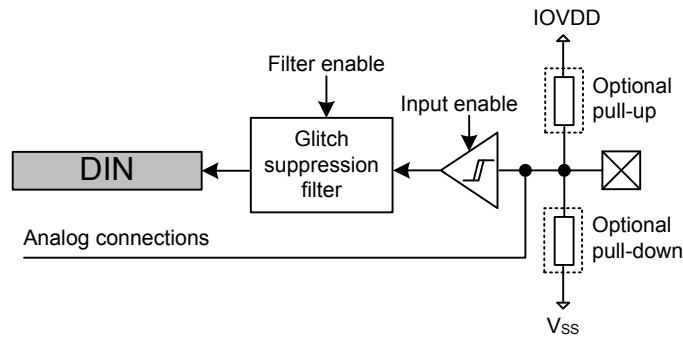 IOVDD
Filter enable
Optional
pull-up
Input enable
Glitch
suppression
filter
DIN
Analog connections
Optional
pull-down
VSS